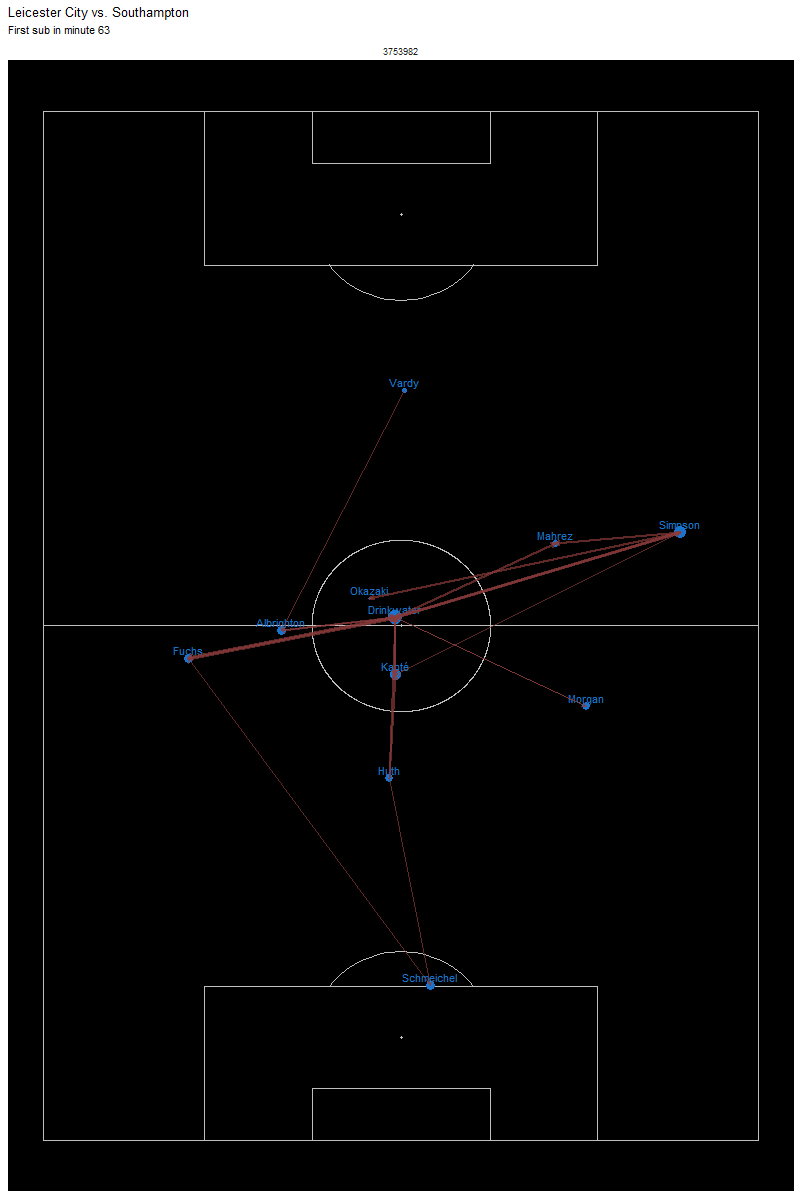 Leicester City vs. Southampton
First sub in minute 63
3753982
Vardy
Simpson
Mahrez
Okazaki
Drinkwater
Albrighton
Fuchs
Kanté
Morgan
Huth
Schmeichel